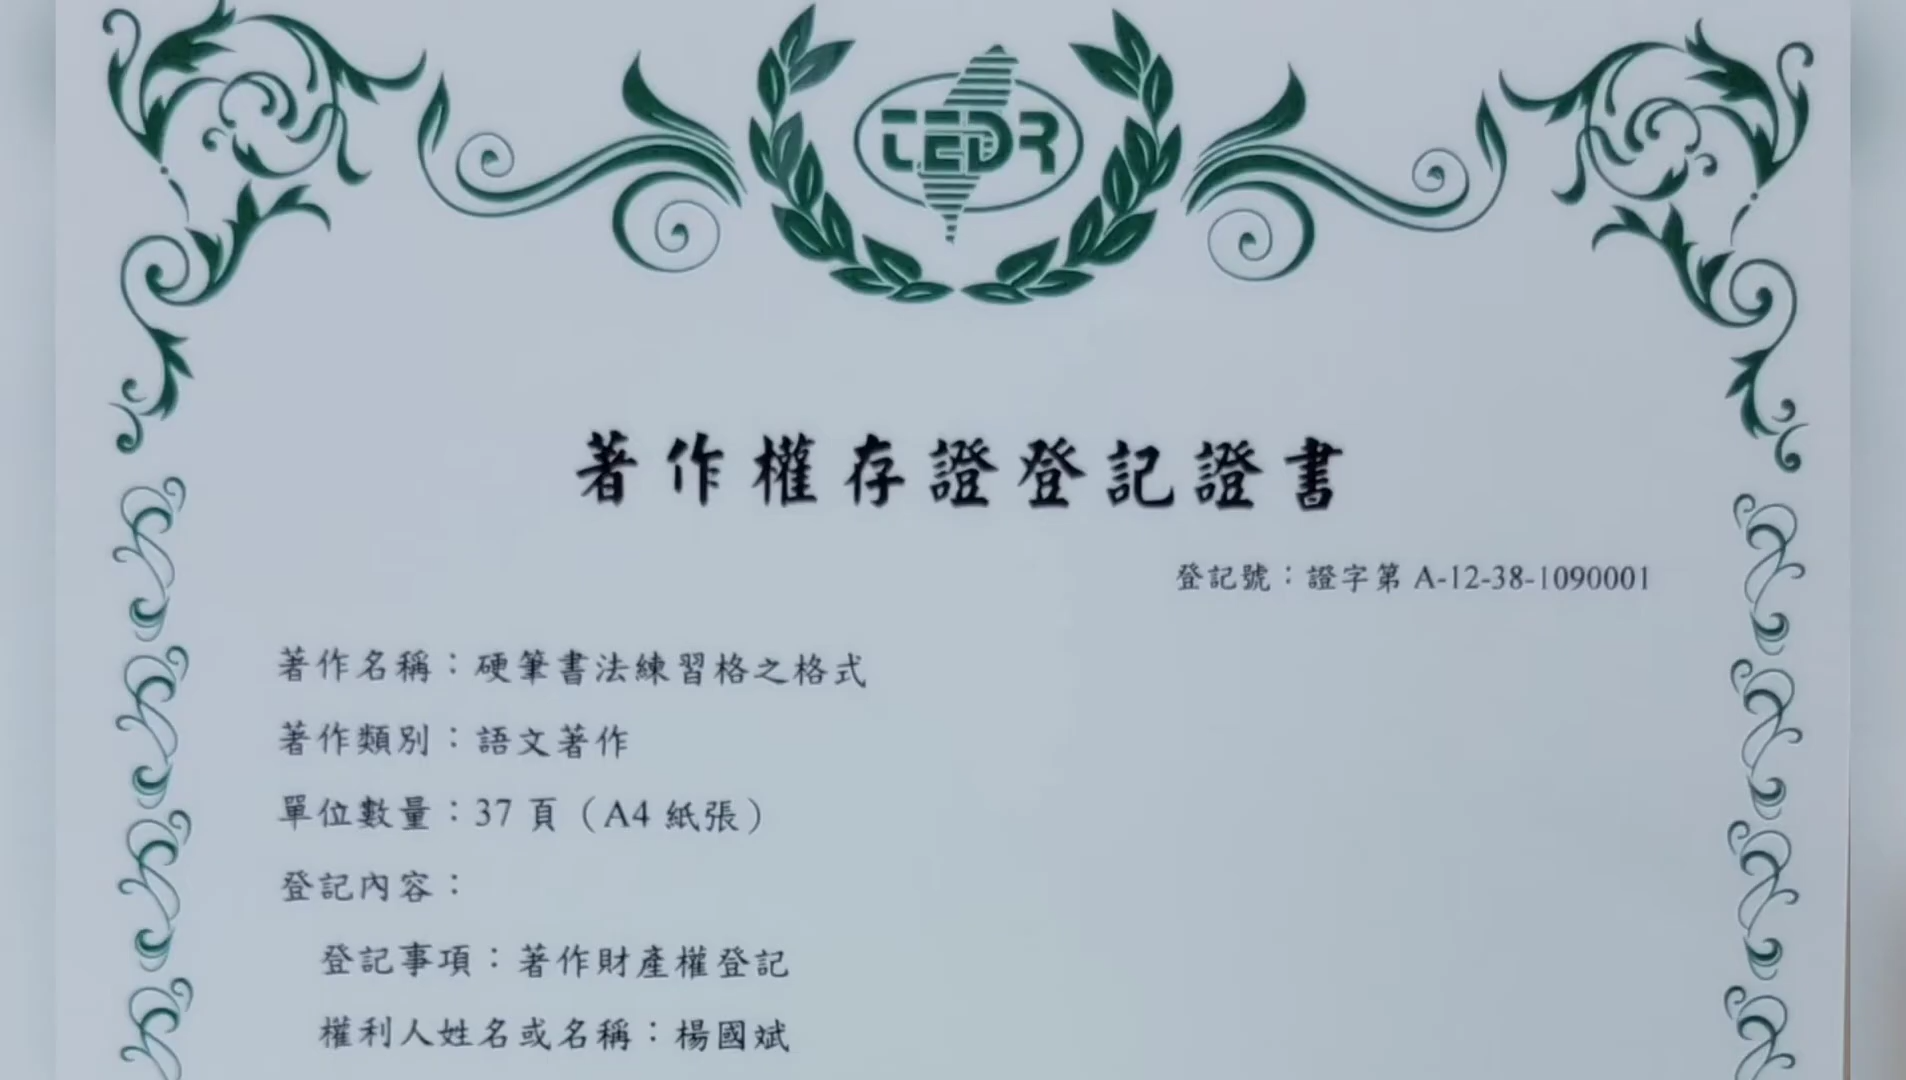 TEDR
著作權存證登記證書
登記號：證字第 A-12-38-1090001
著作名稱：硬筆書法練習格之格式
著作類別：語文著作
單位數量：37 頁（A4 紙張）
登記內容：
登記事項：著作財產權登記
權利人姓名或名稱：楊國斌